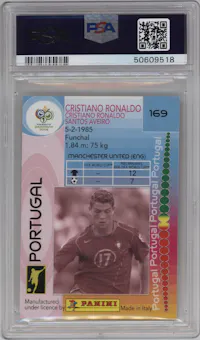 PSA
50609518
CRISTIANO RONALDO
CRISTIANO RONALDO
SANTOS AVEIRO
169
5-2-1985
Funchal
1.84 m; 75 kg
MANCHESTER UNITED (ENG)
12
7
PORTUGAL
Portugal Portugal Portugal Portugal
17
Manufactured
under licence by PANINI Made in Italy